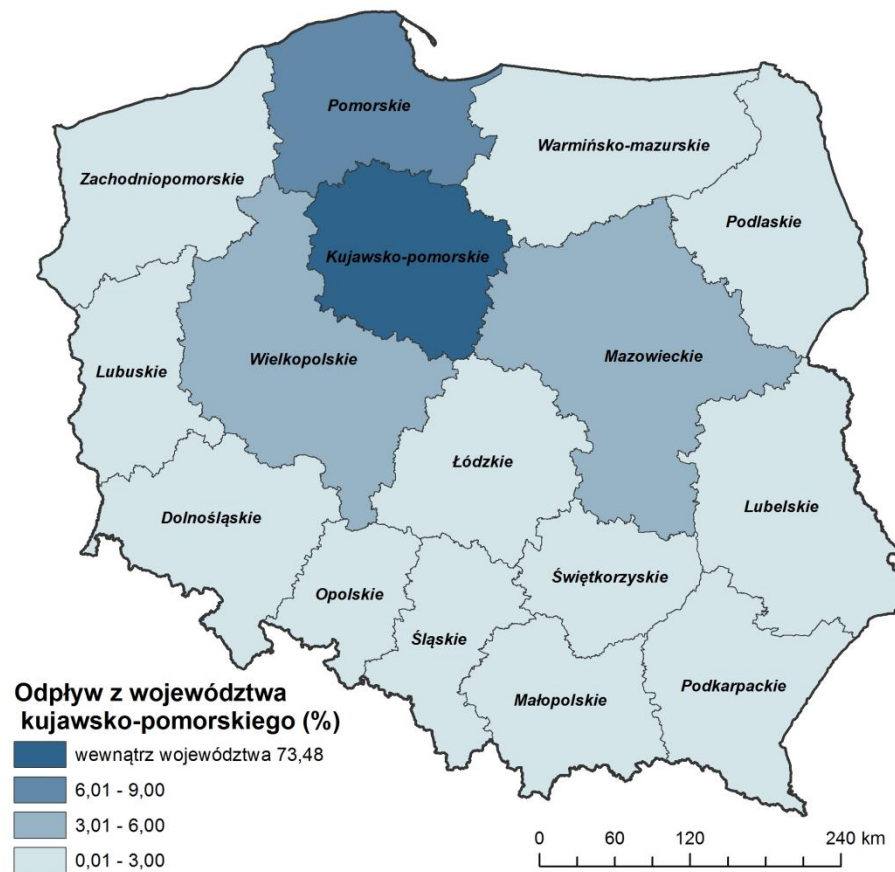 Pomorskie
Warmińsko-mazurskie
Zachodniopomorskie
Podlaskie
Kujawsko-pomorskie
Wielkopolskie
Mazowieckie
Lubuskie
Łódzkie
Lubelskie
Dolnośląskie
Świętkorzyskie
Opolskie
Śląskie
Małopolskie
Podkarpackie
Odpływ z województwa
kujawsko-pomorskiego (%)
wewnątrz województwa 73,48
6,01 - 9,00
3,01 - 6,00
0,01 - 3,00
0 60 120 240 km